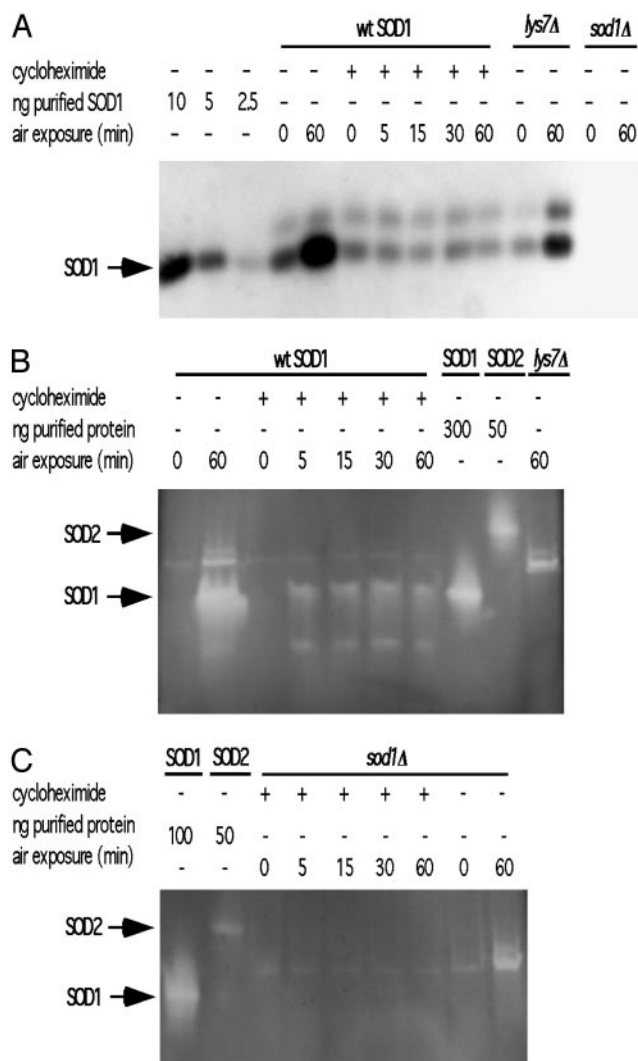 A
wt SOD1 lys7Δ sod1Δ
cycloheximide - - - - - + + + + + - - - -
ng purified SOD1 10 5 2.5 - - - - - - - - - - -
air exposure (min) - - - 0 60 0 5 15 30 60 0 60 0 60
SOD1
B
wt SOD1 SOD1 SOD2 lys7Δ
cycloheximide - - + + + + + - - -
ng purified protein - - - - - - - 300 50 -
air exposure (min) 0 60 0 5 15 30 60 - - 60
SOD2
SOD1
C
SOD1 SOD2 sod1Δ
cycloheximide - - + + + + + - -
ng purified protein 100 50 - - - - - - -
air exposure (min) - - 0 5 15 30 60 0 60
SOD2
SOD1